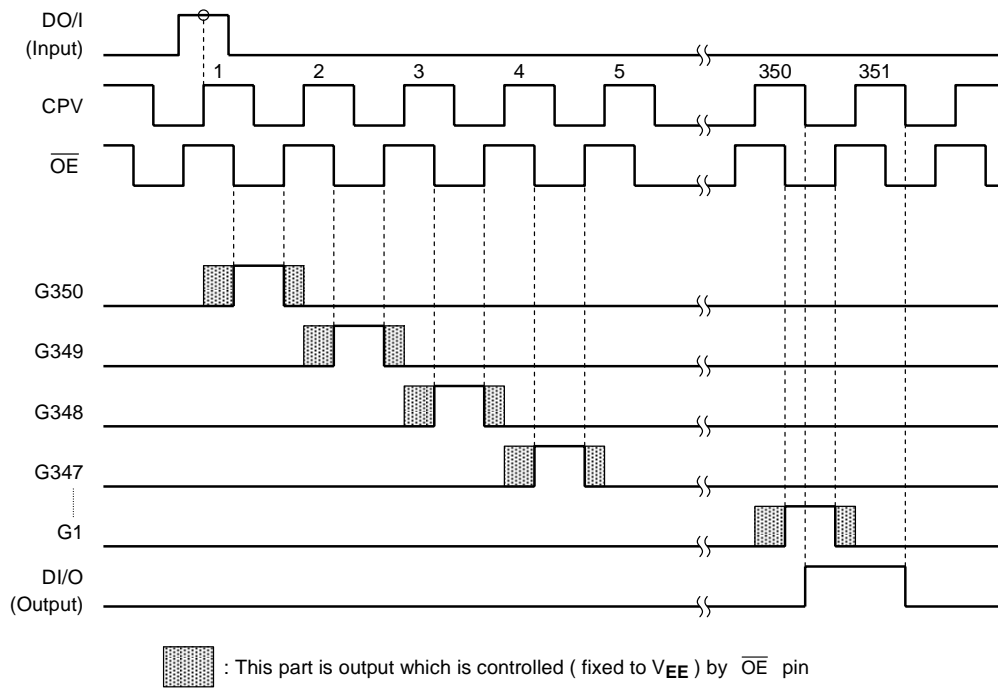 DO/I
(Input)
1 2 3 4 5 350 351
CPV
OE
G350
G349
G348
G347
G1
DI/O
(Output)
: This part is output which is controlled ( fixed to VEE ) by OE pin